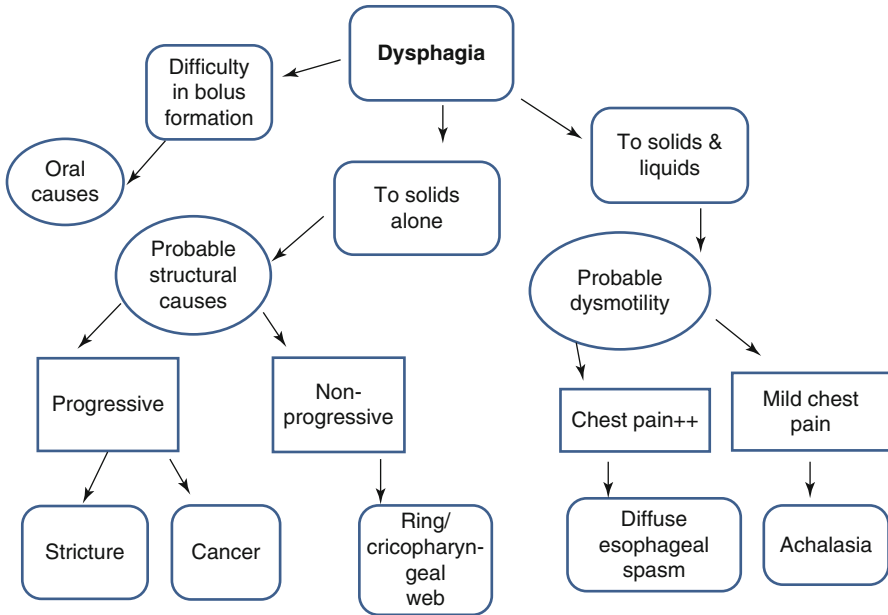 Dysphagia
Difficulty
in bolus
formation
To solids &
liquids
Oral
causes
To solids
alone
Probable
structural
causes
Probable
dysmotility
Progressive
Non-
progressive
Chest pain++
Mild chest
pain
Stricture
Cancer
Ring/
cricopharyn-
geal
web
Diffuse
esophageal
spasm
Achalasia